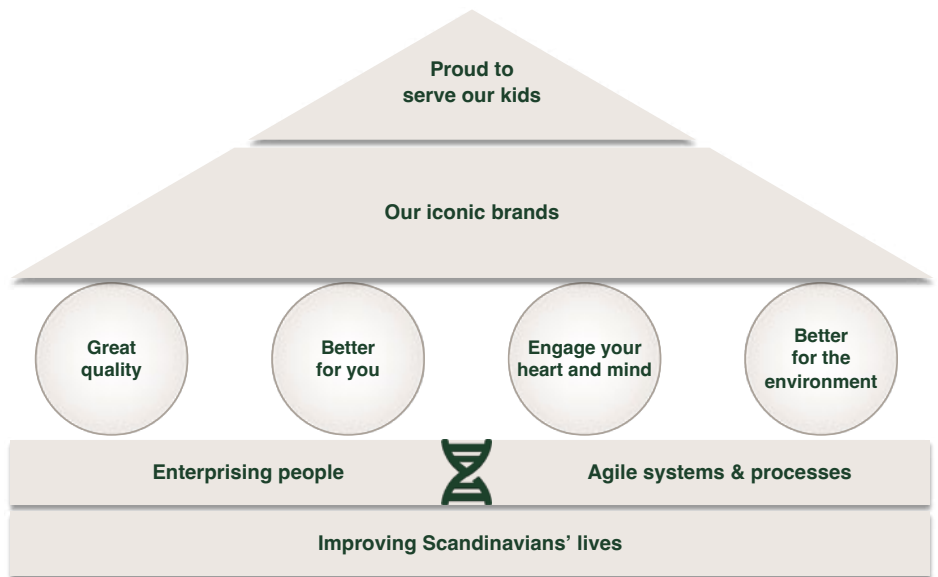 Proud to
serve our kids
Our iconic brands
Great
quality
Better
for you
Engage your
heart and mind
Better
for the
environment
Enterprising people
Agile systems & processes
Improving Scandinavians’ lives